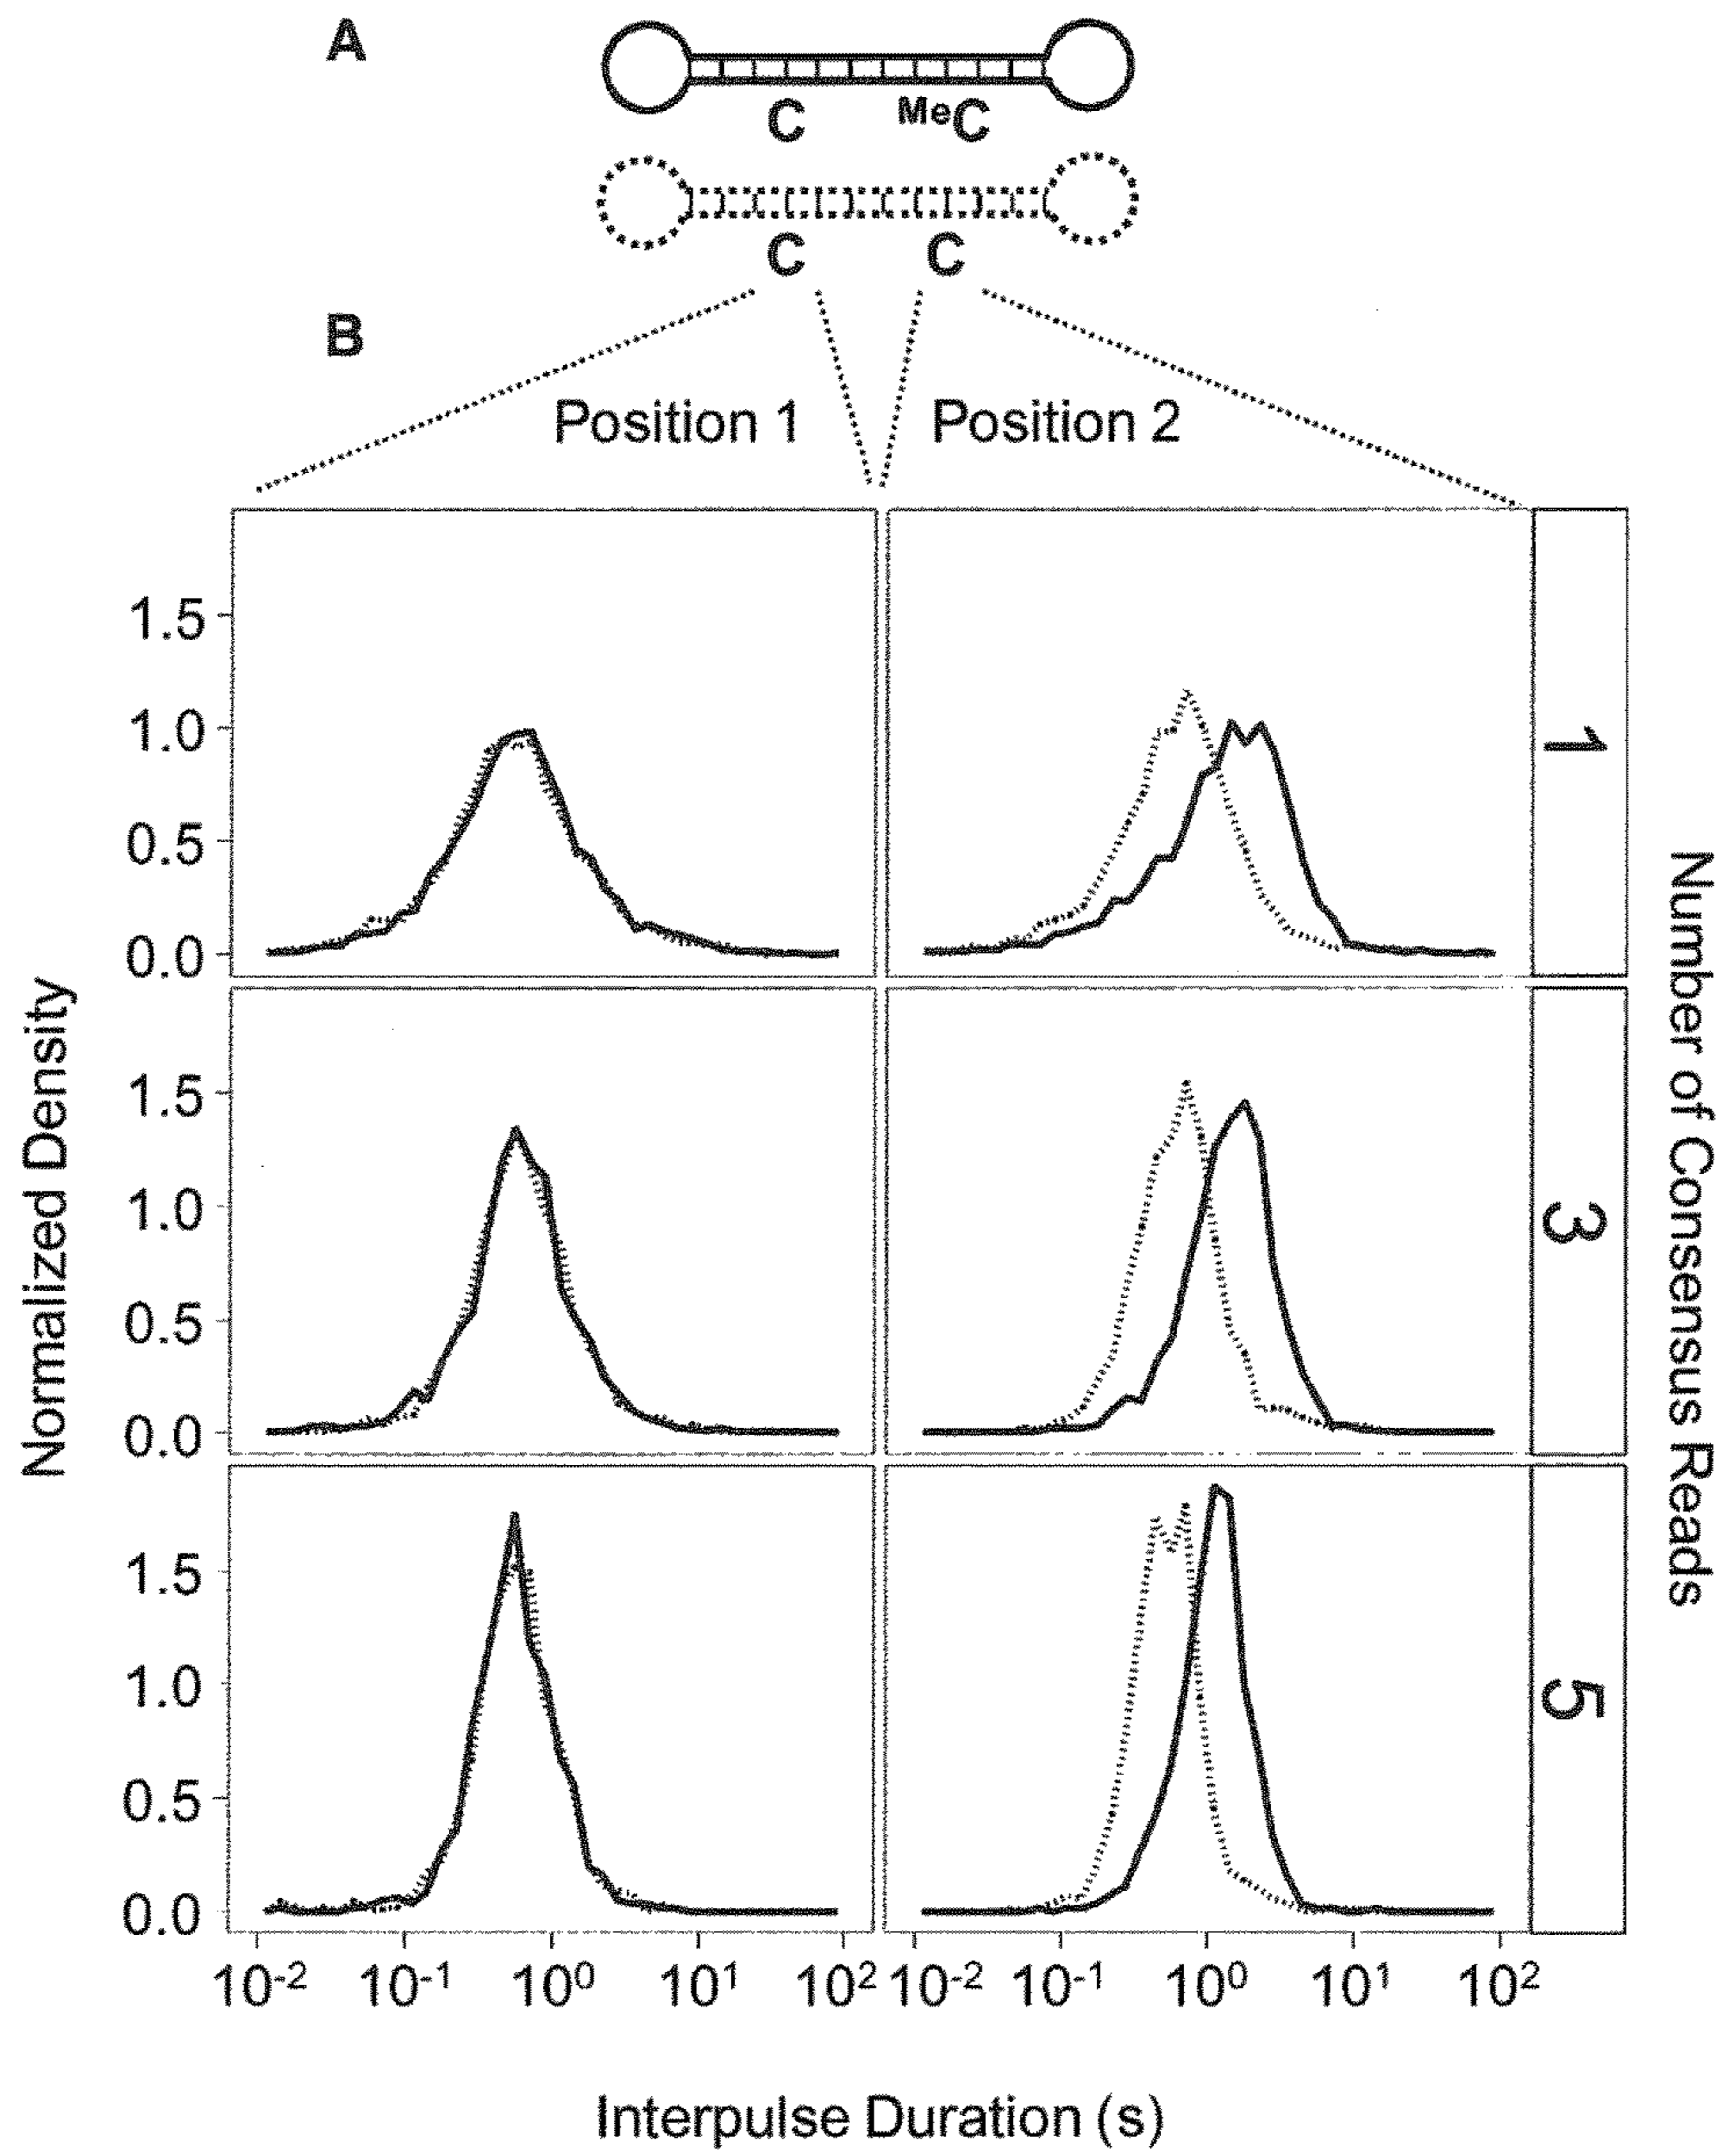 A
C MeC
C C
B
Position 1 Position 2
1.5
1.0
0.5
0.0
1
1.5
1.0
0.5
0.0
3
1.5
1.0
0.5
0.0
5
Normalized Density
Number of Consensus Reads
10-2 10-1 100 101 102 10-2 10-1 100 101 102
Interpulse Duration (s)